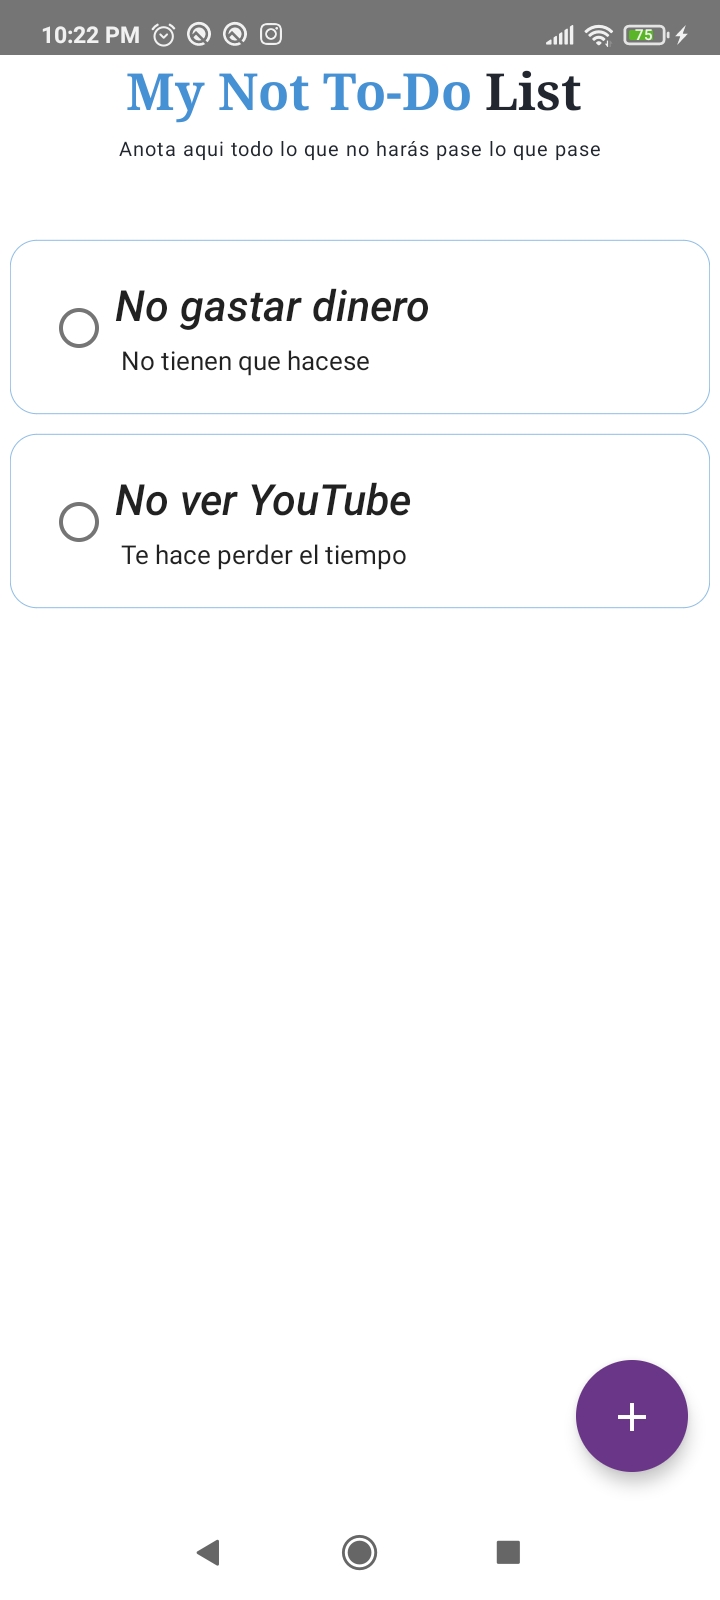 10:22 PM
75
My Not To-Do List
Anota aqui todo lo que no harás pase lo que pase
No gastar dinero
No tienen que hacese
No ver YouTube
Te hace perder el tiempo
+